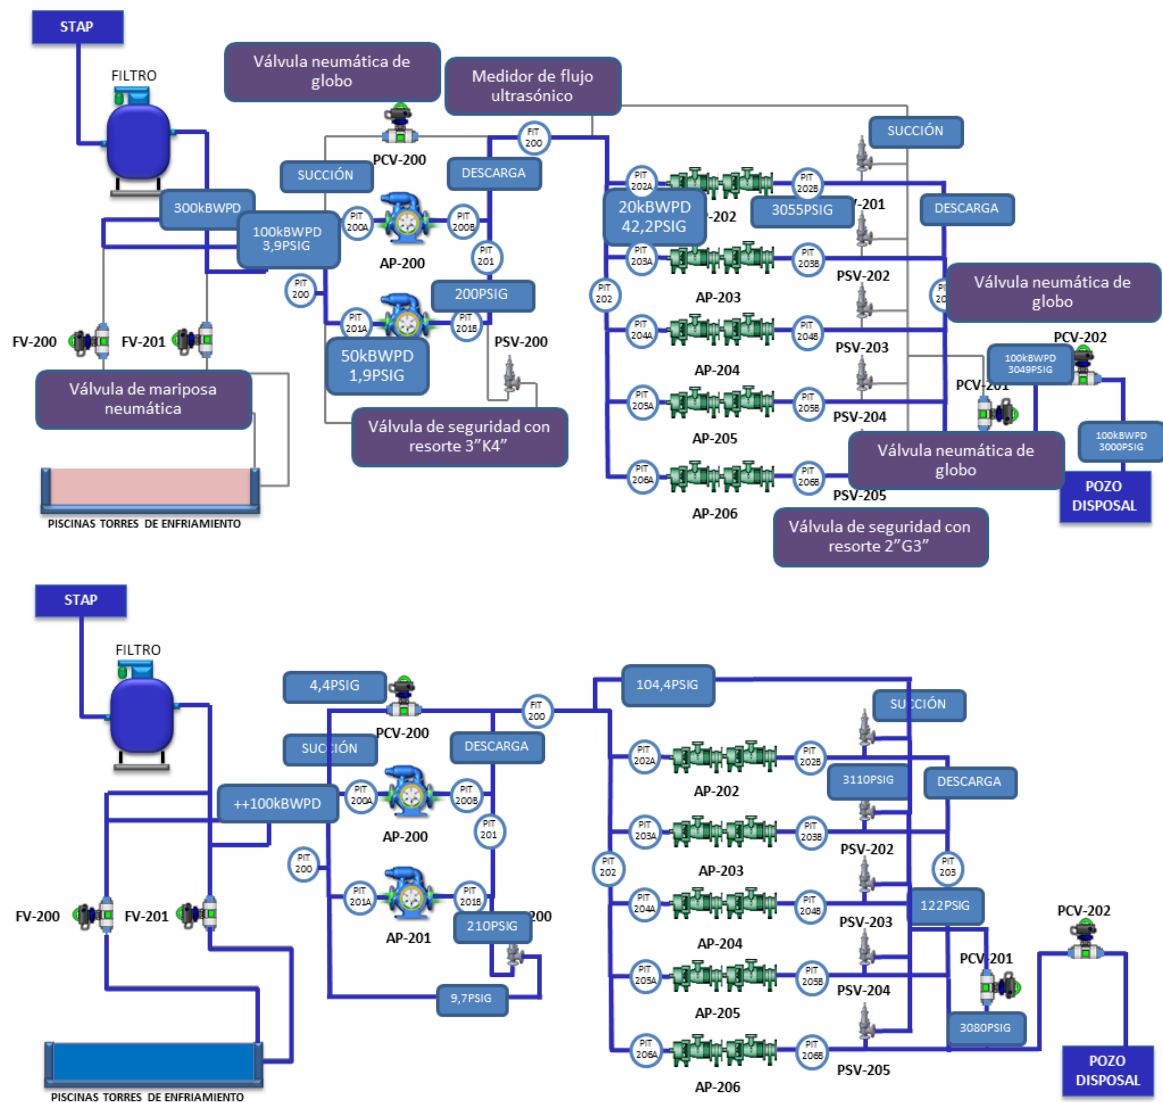 STAP
FILTRO
Válvula neumática de
globo
Medidor de flujo
ultrasónico
PCV-200
FIT
200
SUCCIÓN
DESCARGA
SUCCIÓN
300kBWPD
100kBWPD
3,9PSIG
PIT
200A
PIT
200B
AP-200
PIT
201
PIT
200
200PSIG
PIT
201A
PIT
201B
50kBWPD
1,9PSIG
PSV-200
FV-200
FV-201
Válvula de mariposa
neumática
Válvula de seguridad con
resorte 3”K4”
PISCINAS TORRES DE ENFRIAMIENTO
PIT
202A
PIT
202B
20kBWPD
42,2PSIG
3055PSIG
DESCARGA
PIT
203A
PIT
203B
PSV-202
AP-203
PIT
202
PIT
Válvula neumática de
globo
PIT
204A
PIT
204B
PSV-203
AP-204
PCV-202
100kBWPD
3049PSIG
PIT
205A
PIT
205B
PSV-204
AP-205
Válvula neumática de
globo
100kBWPD
3000PSIG
PIT
206A
PIT
206B
PSV-205
AP-206
POZO
DISPOSAL
Válvula de seguridad con
resorte 2”G3”
STAP
FILTRO
4,4PSIG
PCV-200
FIT
200
104,4PSIG
SUCCIÓN
DESCARGA
SUCCIÓN
++100kBWPD
PIT
200A
PIT
200B
AP-200
PIT
201
PIT
200
PIT
201A
PIT
201B
AP-201
210PSIG
9,7PSIG
FV-200
FV-201
PISCINAS TORRES DE ENFRIAMIENTO
PIT
202A
PIT
202B
AP-202
3110PSIG
DESCARGA
PIT
203A
PIT
203B
PSV-202
AP-203
PIT
202
PIT
203
PIT
204A
PIT
204B
PSV-203
AP-204
122PSIG
PCV-202
PCV-201
PIT
205A
PIT
205B
PSV-204
AP-205
3080PSIG
PIT
206A
PIT
206B
PSV-205
AP-206
POZO
DISPOSAL